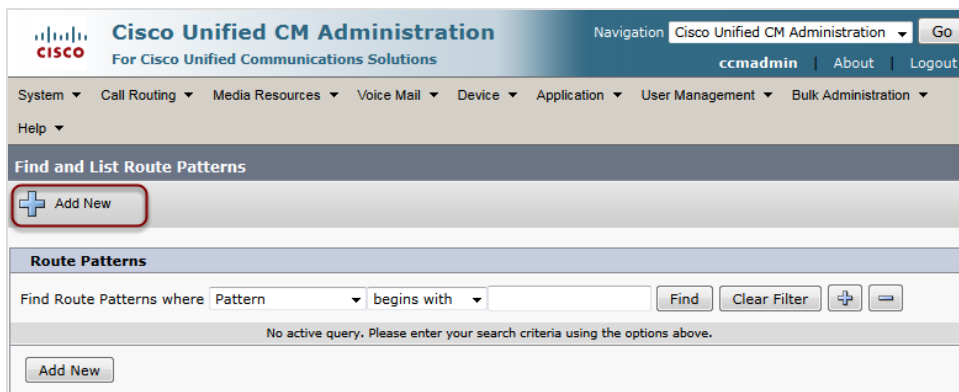 CISCO
Cisco Unified CM Administration
For Cisco Unified Communications Solutions
Navigation Cisco Unified CM Administration Go
ccmadmin | About | Logout
System Call Routing Media Resources Voice Mail Device Application User Management Bulk Administration
Help
Find and List Route Patterns
Add New
Route Patterns
Find Route Patterns where Pattern begins with Find Clear Filter
No active query. Please enter your search criteria using the options above.
Add New